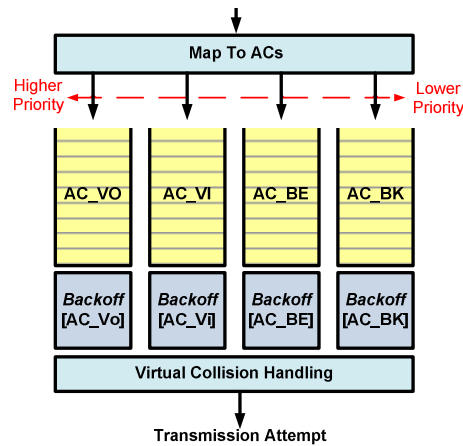 Map To ACs
Higher
Priority
Lower
Priority
AC_VO
AC_VI
AC_BE
AC_BK
Backoff
[AC_Vo]
Backoff
[AC_Vi]
Backoff
[AC_BE]
Backoff
[AC_BK]
Virtual Collision Handling
Transmission Attempt